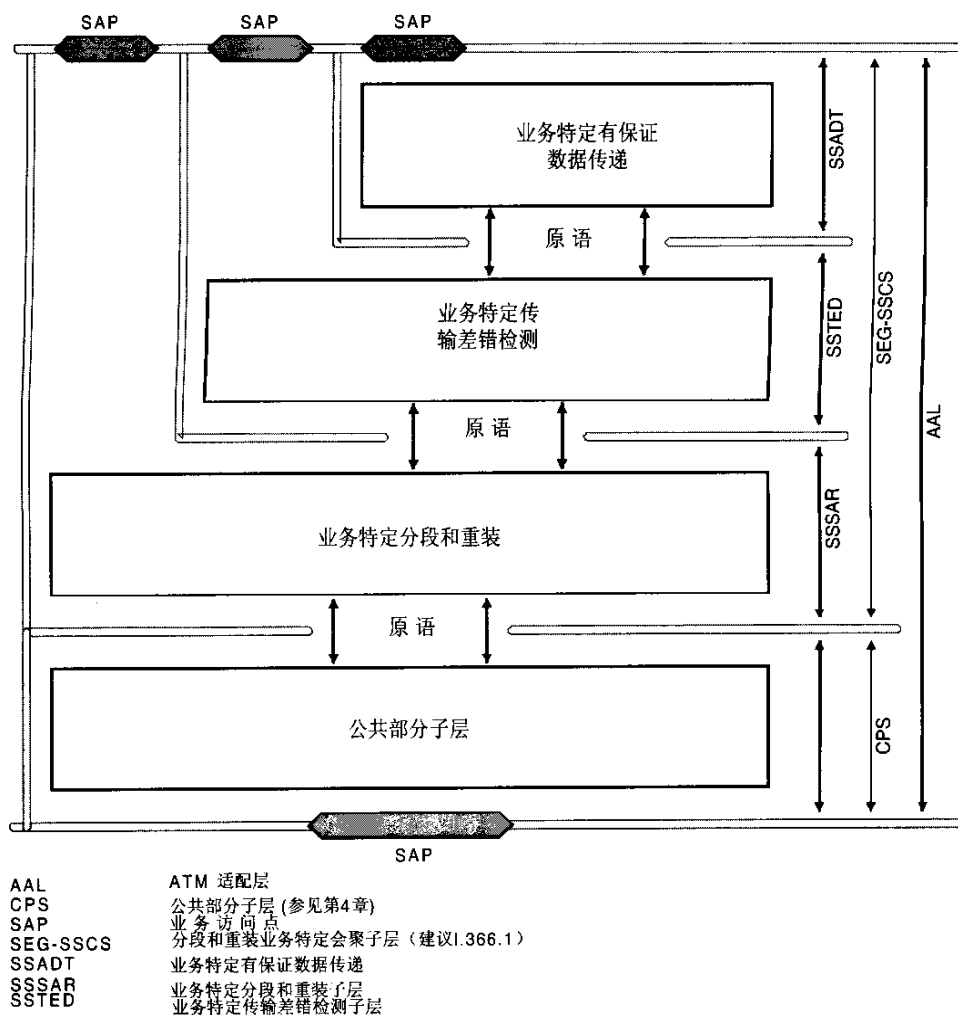 SAP SAP SAP
业务特定有保证
数据传递
SSADT
原语
业务特定传
输差错检测
SSTED
SEG-SSCS
AAL
原语
业务特定分段和重装
SSSAR
原语
公共部分子层
CPS
SAP
AAL ATM 适配层
CPS 公共部分子层 (参见第4章)
SAP 业务访问点
SEG-SSCS 分段和重装业务特定会聚子层（建议I.366.1）
SSADT 业务特定有保证数据传递
SSSAR 业务特定分段和重装子层
SSTED 业务特定传输差错检测子层